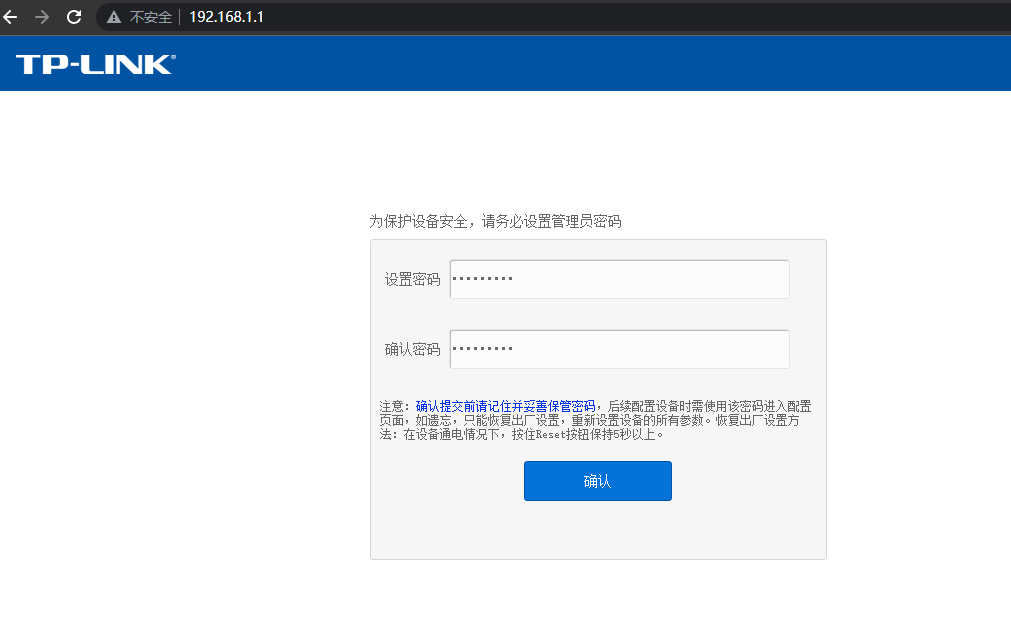 不安全 | 192.168.1.1
TP-LINK®
为保护设备安全，请务必设置管理员密码
设置密码 •••••••••
确认密码 •••••••••
注意：确认提交前请记住并妥善保管密码，后续配置设备时需使用该密码进入配置
页面，如遗忘，只能恢复出厂设置，重新设置设备的所有参数。恢复出厂设置方
法：在设备通电情况下，按住Reset按钮保持5秒以上。
确认